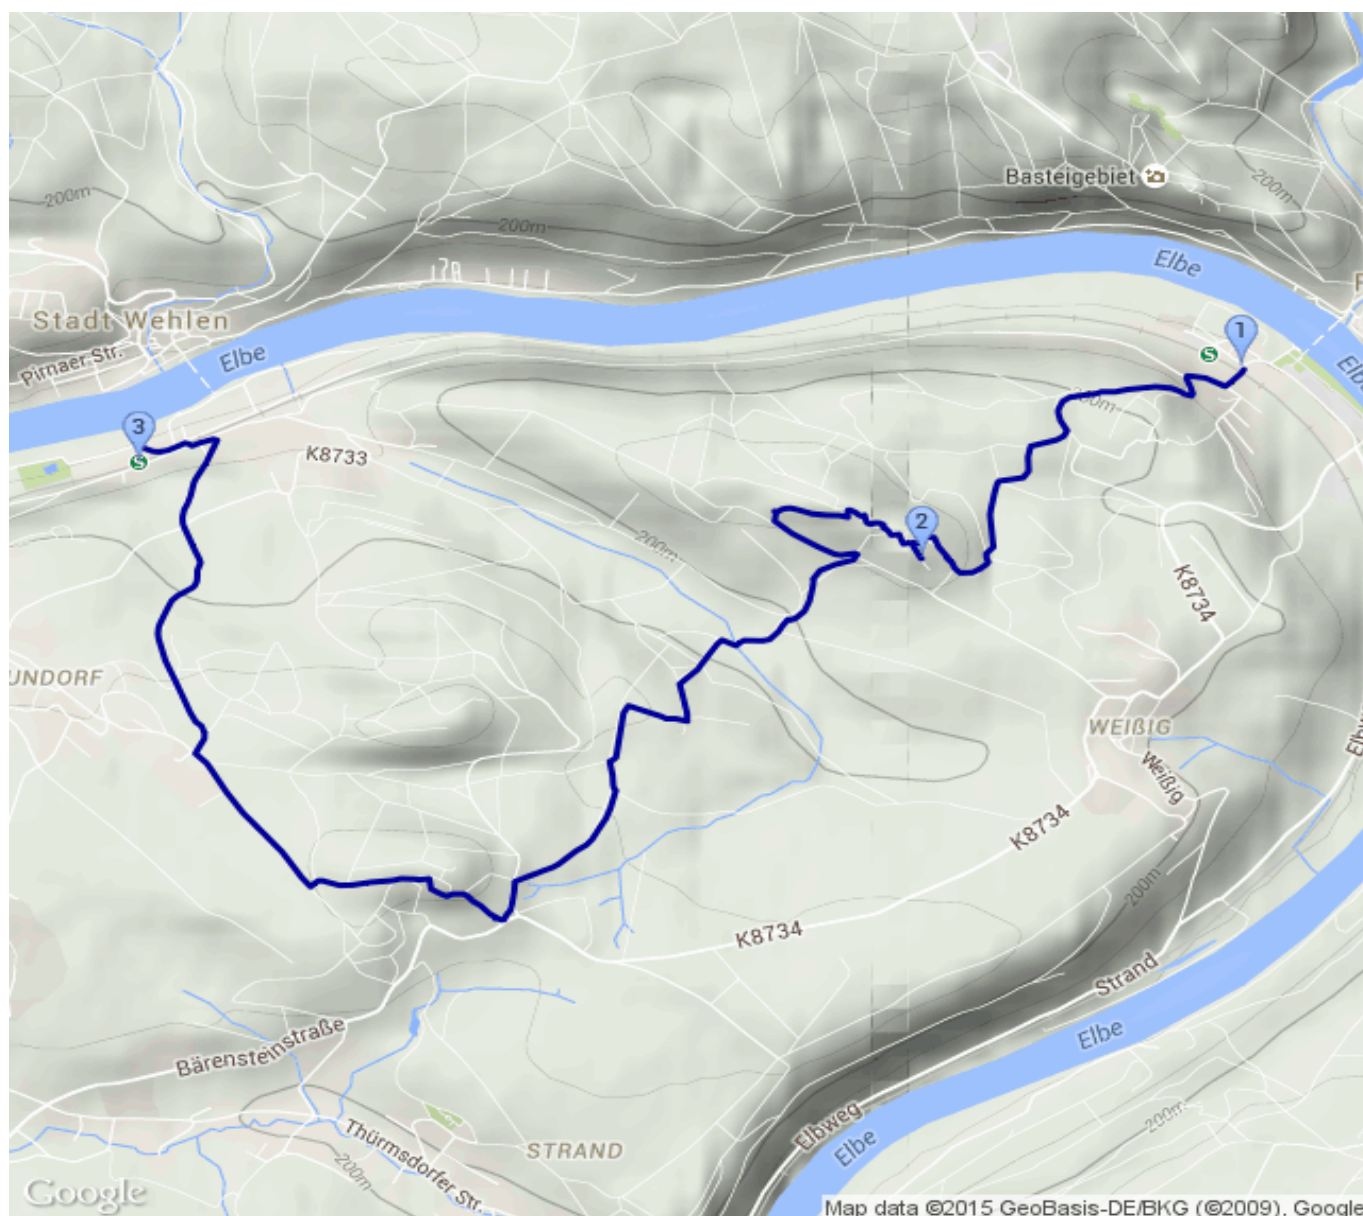 200m
200m
Basteigebiet
200m
Elbe
Stadt Wehlen
Pirnaer Str.
Elbe
1
S
Elb
200m
3
S
K8733
2
200m
K8734
UNDORF
WEIßIG
Weißig
K8734
K8734
200m
Strand
Elbe
Bärensteinstraße
Thürmsdorfer Str.
200m
STRAND
Elbweg
Elbe
200m
Google
Map data ©2015 GeoBasis-DE/BKG (©2009), Google